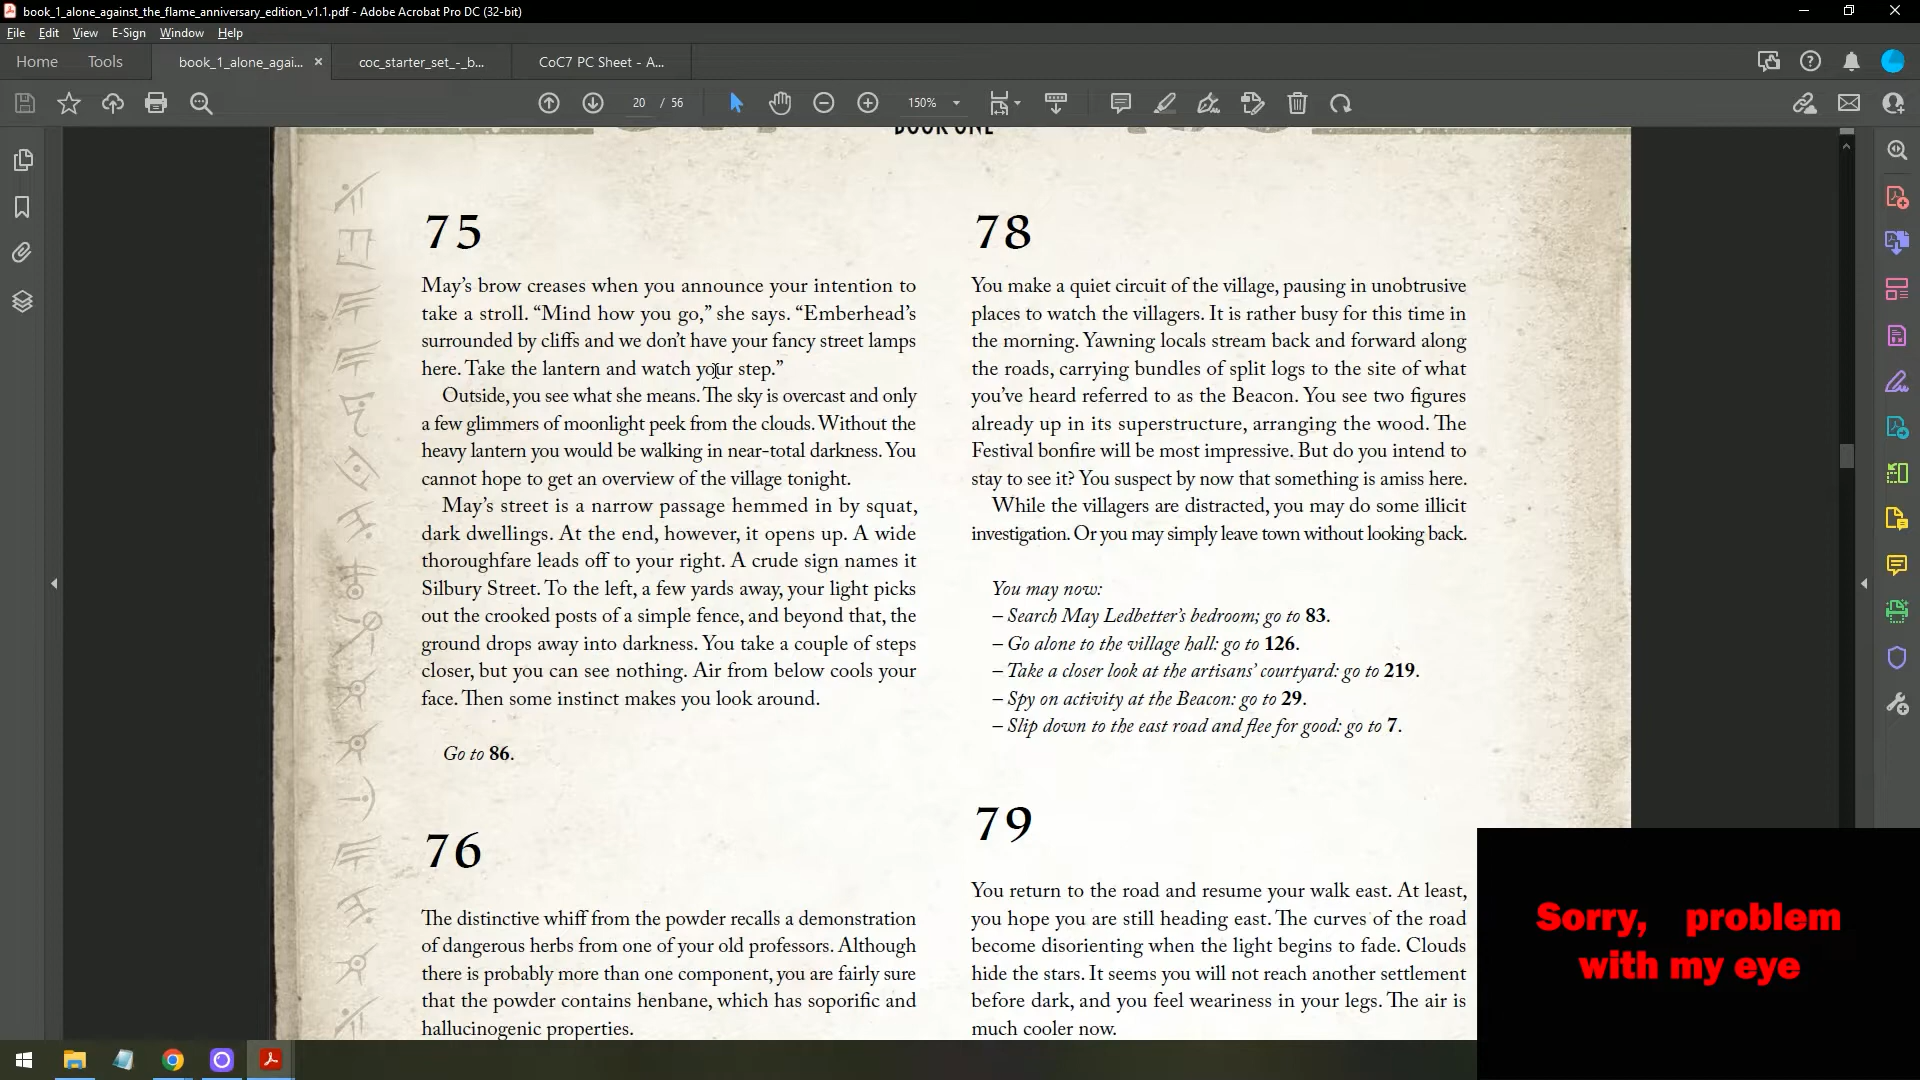 book_1_alone_against_the_flame_anniversary_edition_v1.1.pdf - Adobe Acrobat Pro DC (32-bit)
File Edit View E-Sign Window Help
Home Tools book_1_alone_agai... × coc_starter_set_-_b... CoC7 PC Sheet - A...
20 / 56 150%
BOOK ONE
75
May’s brow creases when you announce your intention to
take a stroll. “Mind how you go,” she says. “Emberhead’s
surrounded by cliffs and we don’t have your fancy street lamps
here. Take the lantern and watch your step.”
Outside, you see what she means. The sky is overcast and only
a few glimmers of moonlight peek from the clouds. Without the
heavy lantern you would be walking in near-total darkness. You
cannot hope to get an overview of the village tonight.
May’s street is a narrow passage hemmed in by squat,
dark dwellings. At the end, however, it opens up. A wide
thoroughfare leads off to your right. A crude sign names it
Silbury Street. To the left, a few yards away, your light picks
out the crooked posts of a simple fence, and beyond that, the
ground drops away into darkness. You take a couple of steps
closer, but you can see nothing. Air from below cools your
face. Then some instinct makes you look around.
Go to 86.
76
The distinctive whiff from the powder recalls a demonstration
of dangerous herbs from one of your old professors. Although
there is probably more than one component, you are fairly sure
that the powder contains henbane, which has soporific and
hallucinogenic properties.
78
You make a quiet circuit of the village, pausing in unobtrusive
places to watch the villagers. It is rather busy for this time in
the morning. Yawning locals stream back and forward along
the roads, carrying bundles of split logs to the site of what
you’ve heard referred to as the Beacon. You see two figures
already up in its superstructure, arranging the wood. The
Festival bonfire will be most impressive. But do you intend to
stay to see it? You suspect by now that something is amiss here.
While the villagers are distracted, you may do some illicit
investigation. Or you may simply leave town without looking back.
You may now:
– Search May Ledbetter’s bedroom; go to 83.
– Go alone to the village hall: go to 126.
– Take a closer look at the artisans’ courtyard: go to 219.
– Spy on activity at the Beacon: go to 29.
– Slip down to the east road and flee for good: go to 7.
79
You return to the road and resume your walk east. At least,
you hope you are still heading east. The curves of the road
become disorienting when the light begins to fade. Clouds
hide the stars. It seems you will not reach another settlement
before dark, and you feel weariness in your legs. The air is
much cooler now.
Sorry, problem
with my eye